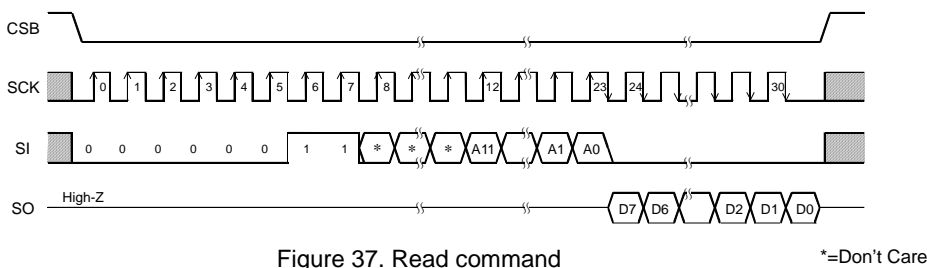 CSB
SCK 0 1 2 3 4 5 6 7 8 12 23 24 30
SI 0 0 0 0 0 0 1 1 * * * A11 A1 A0
SO High-Z D7 D6 D2 D1 D0
Figure 37. Read command
*=Don't Care